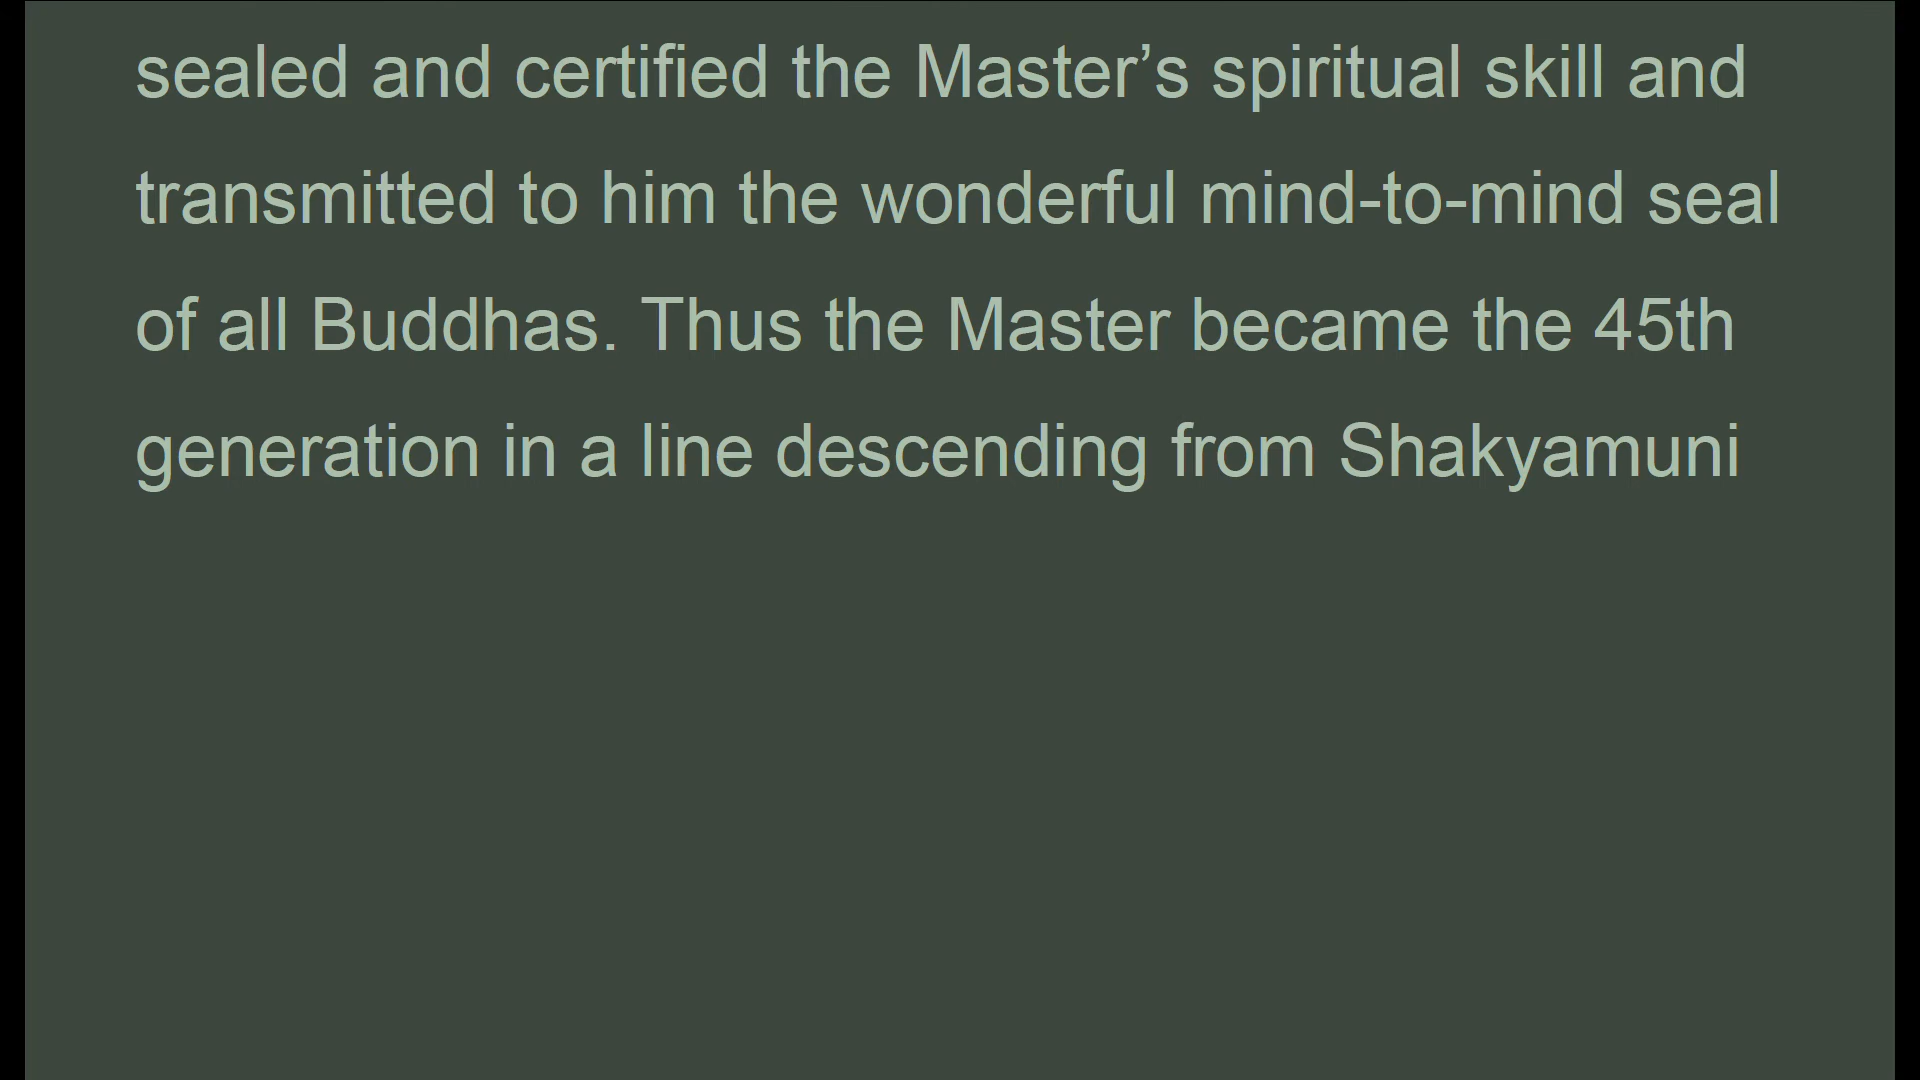 sealed and certified the Master’s spiritual skill and
transmitted to him the wonderful mind-to-mind seal
of all Buddhas. Thus the Master became the 45th
generation in a line descending from Shakyamuni